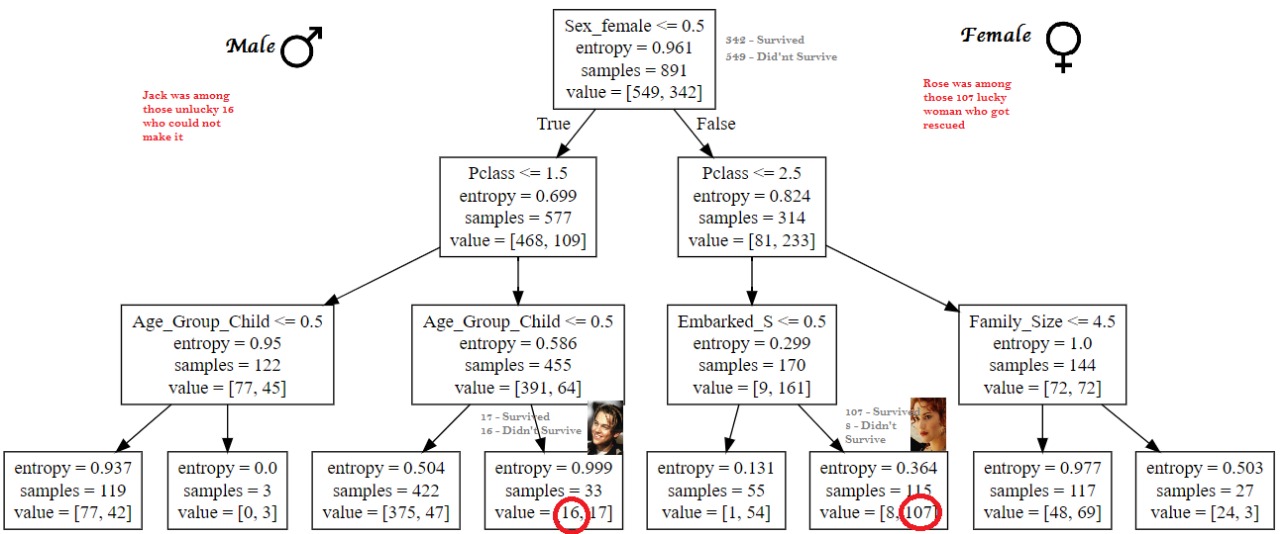 Male
Female
Jack was among
those unlucky 16
who could not
make it
Rose was among
those 107 lucky
woman who got
rescued
Sex_female <= 0.5
entropy = 0.961
samples = 891
value = [549, 342]
342 - Survived
549 - Did'nt Survive
True
False
Pclass <= 1.5
entropy = 0.699
samples = 577
value = [468, 109]
Pclass <= 2.5
entropy = 0.824
samples = 314
value = [81, 233]
Age_Group_Child <= 0.5
entropy = 0.95
samples = 122
value = [77, 45]
Age_Group_Child <= 0.5
entropy = 0.586
samples = 455
value = [391, 64]
Embarked_S <= 0.5
entropy = 0.299
samples = 170
value = [9, 161]
Family_Size <= 4.5
entropy = 1.0
samples = 144
value = [72, 72]
17 - Survived
16 - Didn't Survive
107 - Survived
8 - Didn't
Survive
entropy = 0.937
samples = 119
value = [77, 42]
entropy = 0.0
samples = 3
value = [0, 3]
entropy = 0.504
samples = 422
value = [375, 47]
entropy = 0.999
samples = 33
value = [16, 17]
entropy = 0.131
samples = 55
value = [1, 54]
entropy = 0.364
samples = 115
value = [8, 107]
entropy = 0.977
samples = 117
value = [48, 69]
entropy = 0.503
samples = 27
value = [24, 3]